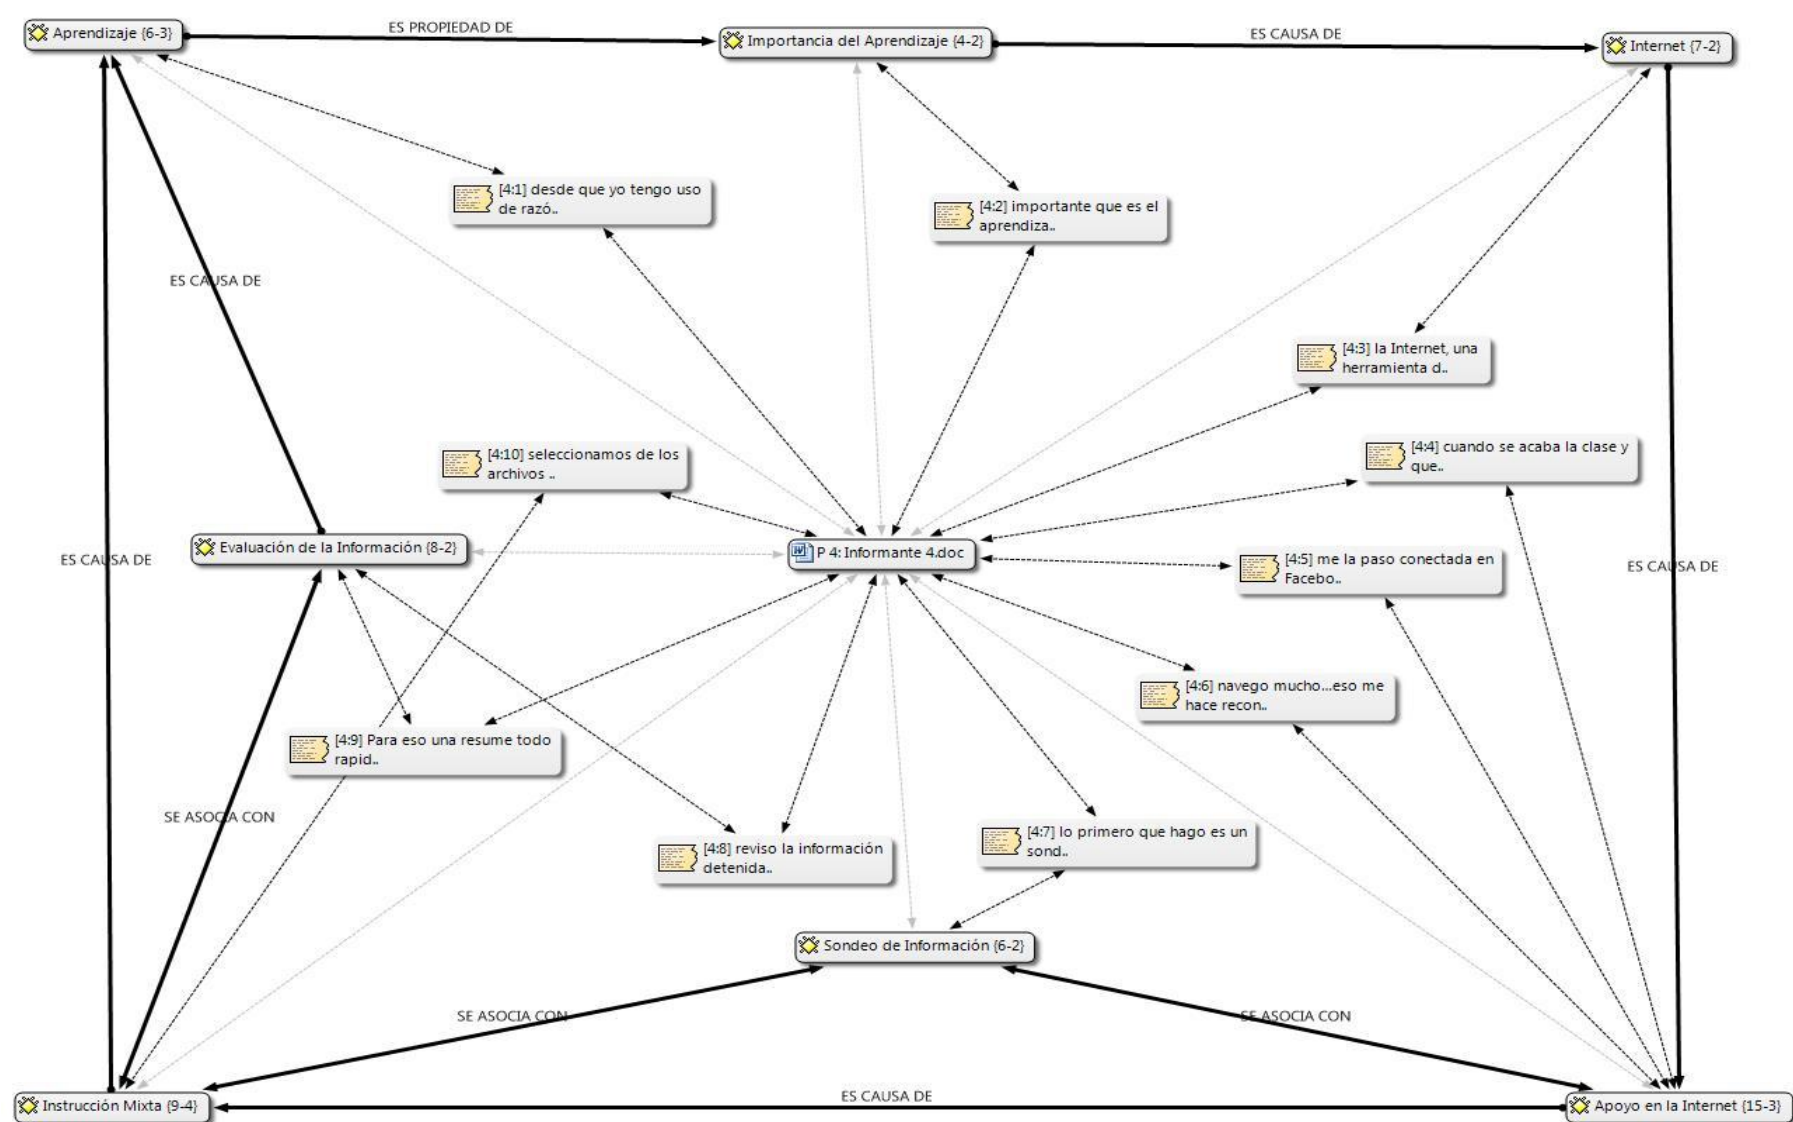 Aprendizaje {6-3}
ES PROPIEDAD DE
Importancia del Aprendizaje {4-2}
ES CAUSA DE
Internet {7-2}
[4:1] desde que yo tengo uso
de razó..
[4:2] importante que es el
aprendiza..
ES CAUSA DE
[4:3] la Internet, una
herramienta d..
[4:10] seleccionamos de los
archivos ..
[4:4] cuando se acaba la clase y
que..
Evaluación de la Información {8-2}
P 4: Informante 4.doc
ES CAUSA DE
[4:5] me la paso conectada en
Facebo..
ES CAUSA DE
[4:6] navego mucho...eso me
hace recon..
[4:9] Para eso una resume todo
rapid..
SE ASOCIA CON
[4:8] reviso la información
detenida..
[4:7] lo primero que hago es un
sond..
Sondeo de Información {6-2}
SE ASOCIA CON
SE ASOCIA CON
Instrucción Mixta {9-4}
ES CAUSA DE
Apoyo en la Internet {15-3}